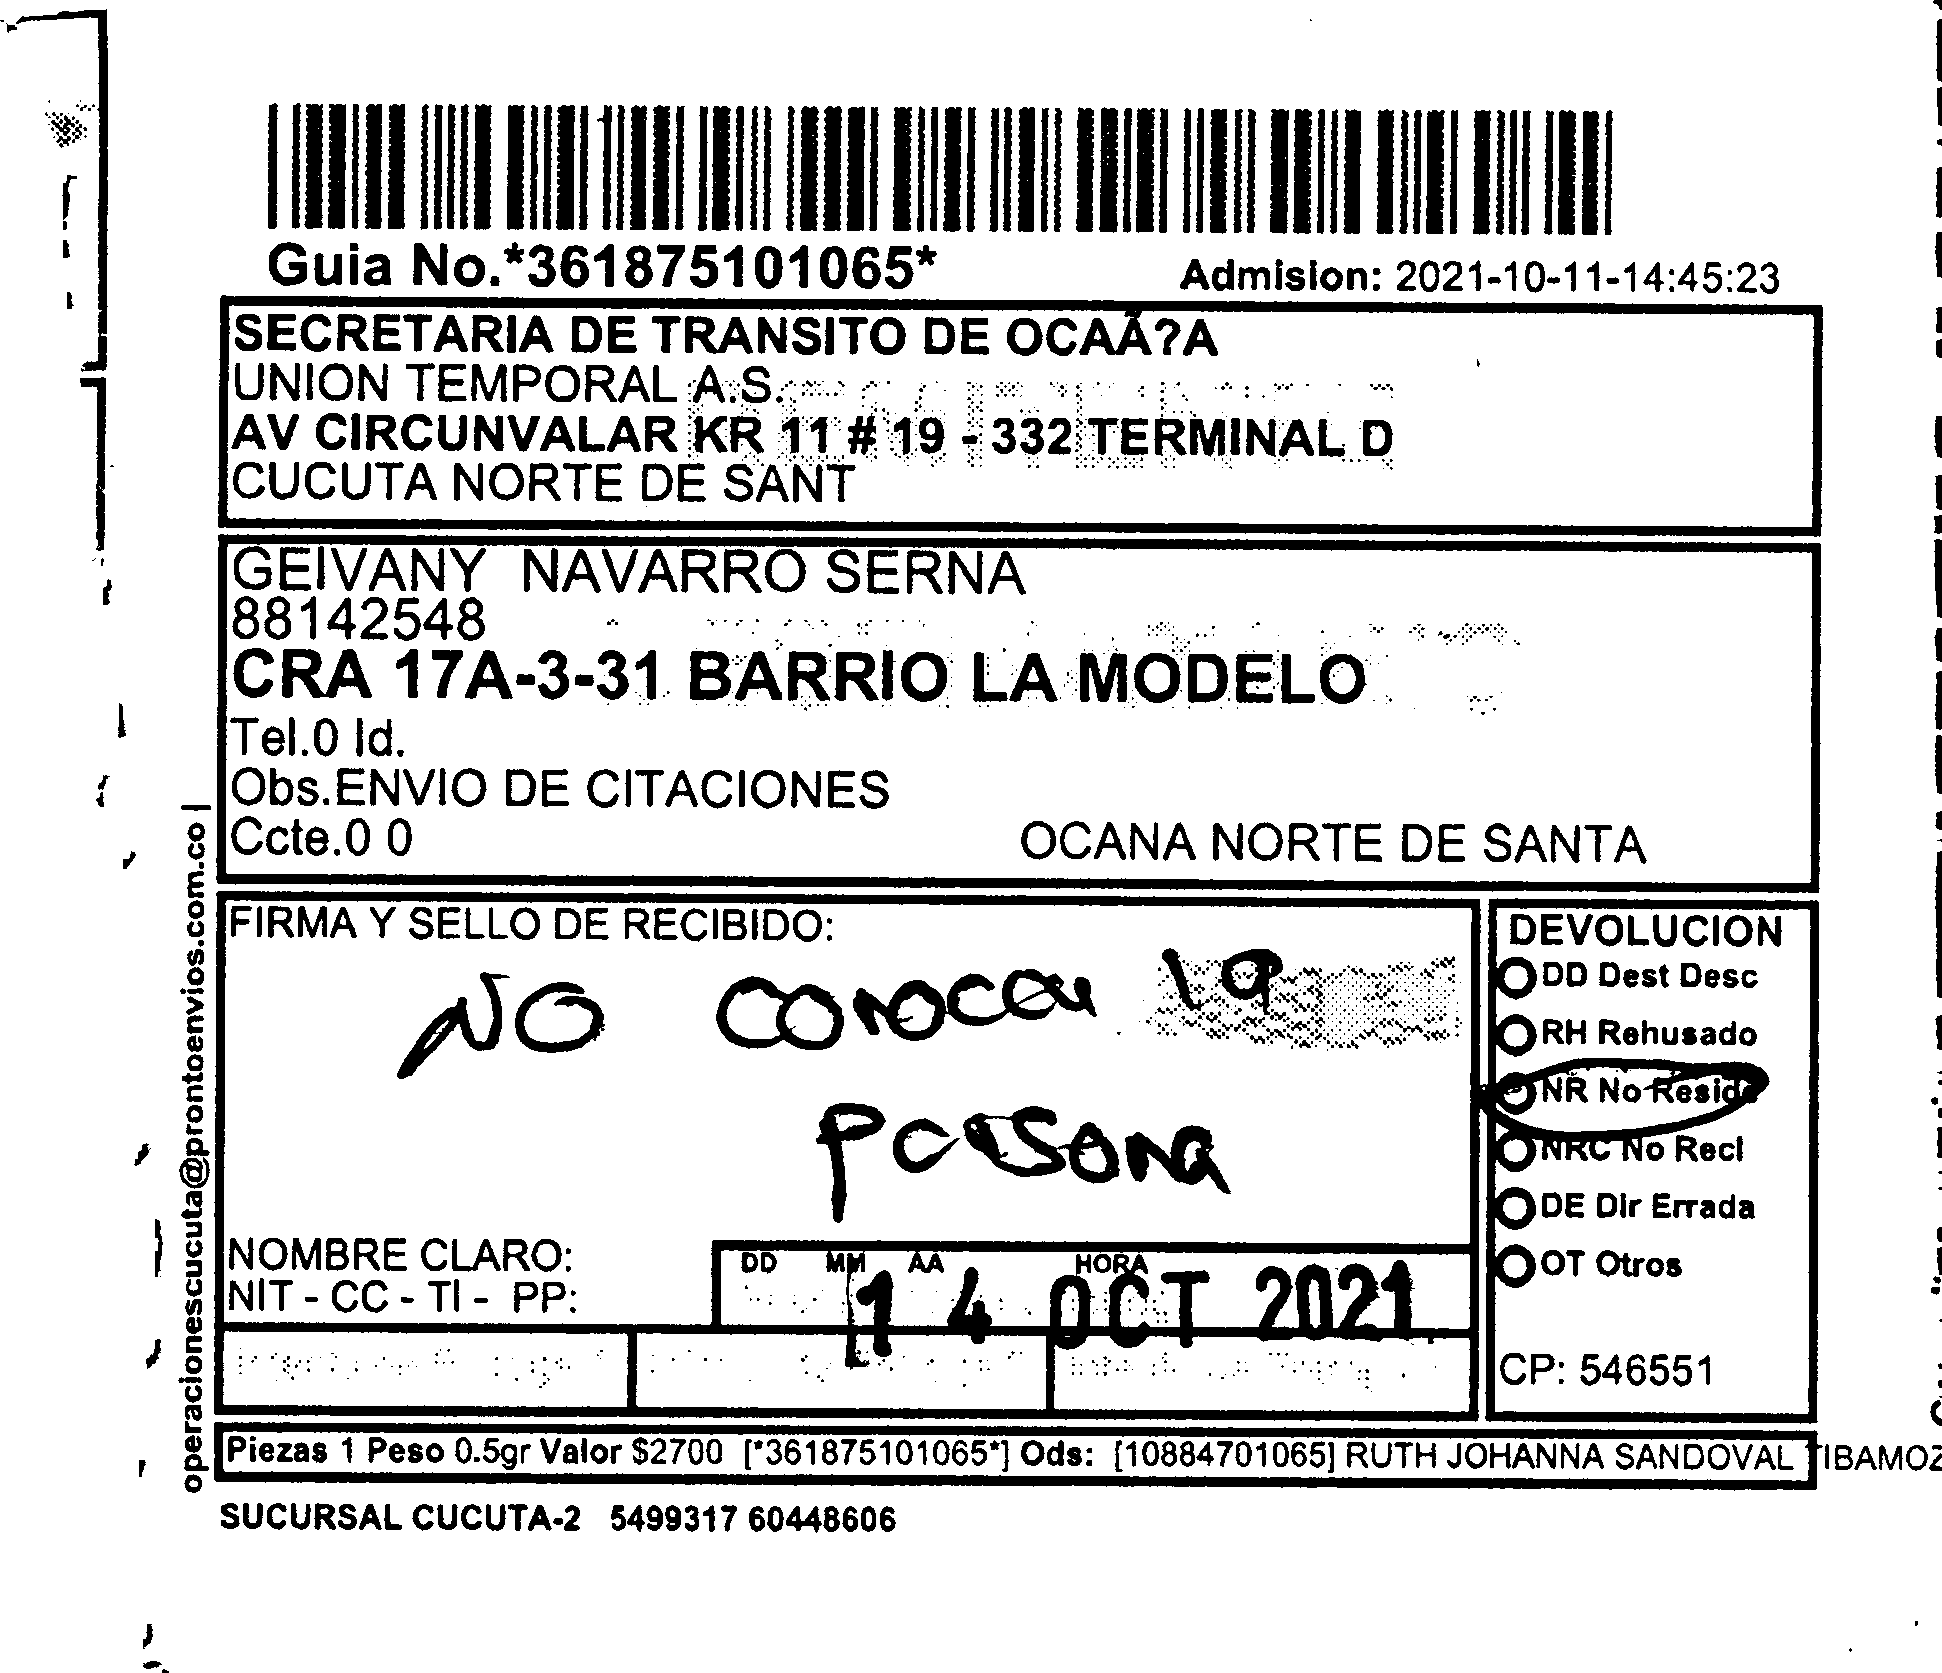 Guia No.*361875101065*
Admision: 2021-10-11-14:45:23
SECRETARIA DE TRANSITO DE OCAÃ?A
UNION TEMPORAL A.S.
AV CIRCUNVALAR KR 11 # 19 - 332 TERMINAL D
CUCUTA NORTE DE SANT
GEIVANY NAVARRO SERNA
88142548
CRA 17A-3-31 BARRIO LA MODELO
Tel.0 Id.
Obs.ENVIO DE CITACIONES
Ccte.0 0
OCANA NORTE DE SANTA
operacionescucuta@prontoenvios.com.co |
FIRMA Y SELLO DE RECIBIDO:
NO conocen la
persona
NOMBRE CLARO:
NIT - CC - TI - PP:
DD MM AA HORA
14 OCT 2021
DEVOLUCION
DD Dest Desc
RH Rehusado
NR No Reside
NRC No Recl
DE Dir Errada
OT Otros
CP: 546551
Piezas 1 Peso 0.5gr Valor $2700 [*361875101065*] Ods: [10884701065] RUTH JOHANNA SANDOVAL TIBAMOZ
SUCURSAL CUCUTA-2 5499317 60448606